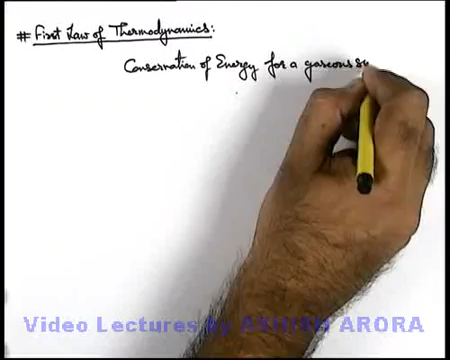 # First Law of Thermodynamics:
Conservation of Energy for a gaseous
Video Lectures by ASHISH ARORA